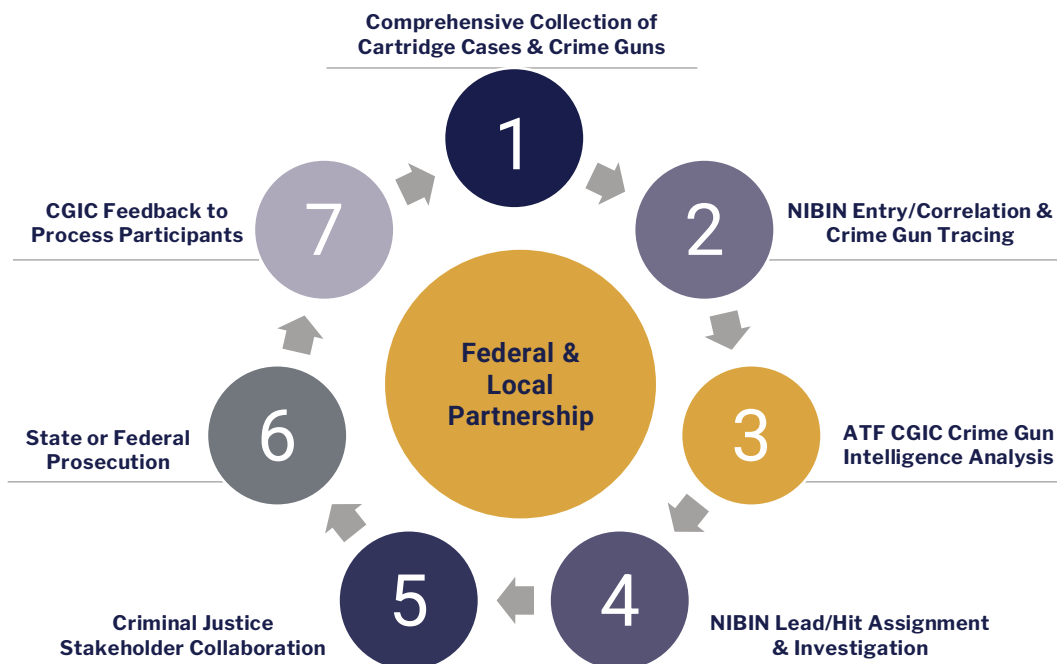 Comprehensive Collection of
Cartridge Cases & Crime Guns
1
2
NIBIN Entry/Correlation &
Crime Gun Tracing
3
ATF CGIC Crime Gun
Intelligence Analysis
4
NIBIN Lead/Hit Assignment
& Investigation
5
Criminal Justice
Stakeholder Collaboration
6
State or Federal
Prosecution
7
CGIC Feedback to
Process Participants
Federal &
Local
Partnership